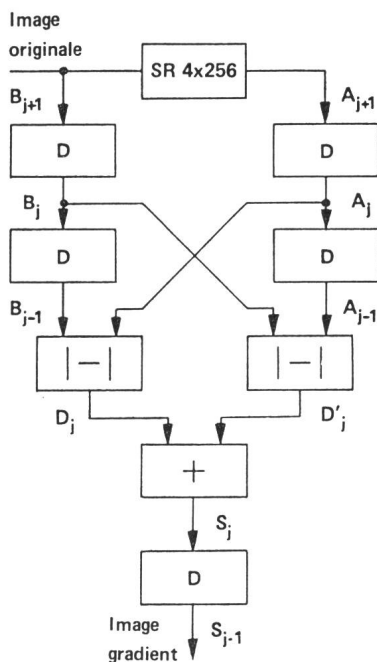 Image
originale
SR 4x256
B j+1
A j+1
D
D
B j
A j
D
D
B j-1
A j-1
|—|
|—|
D j
D' j
+
S j
D
Image
gradient
S j-1